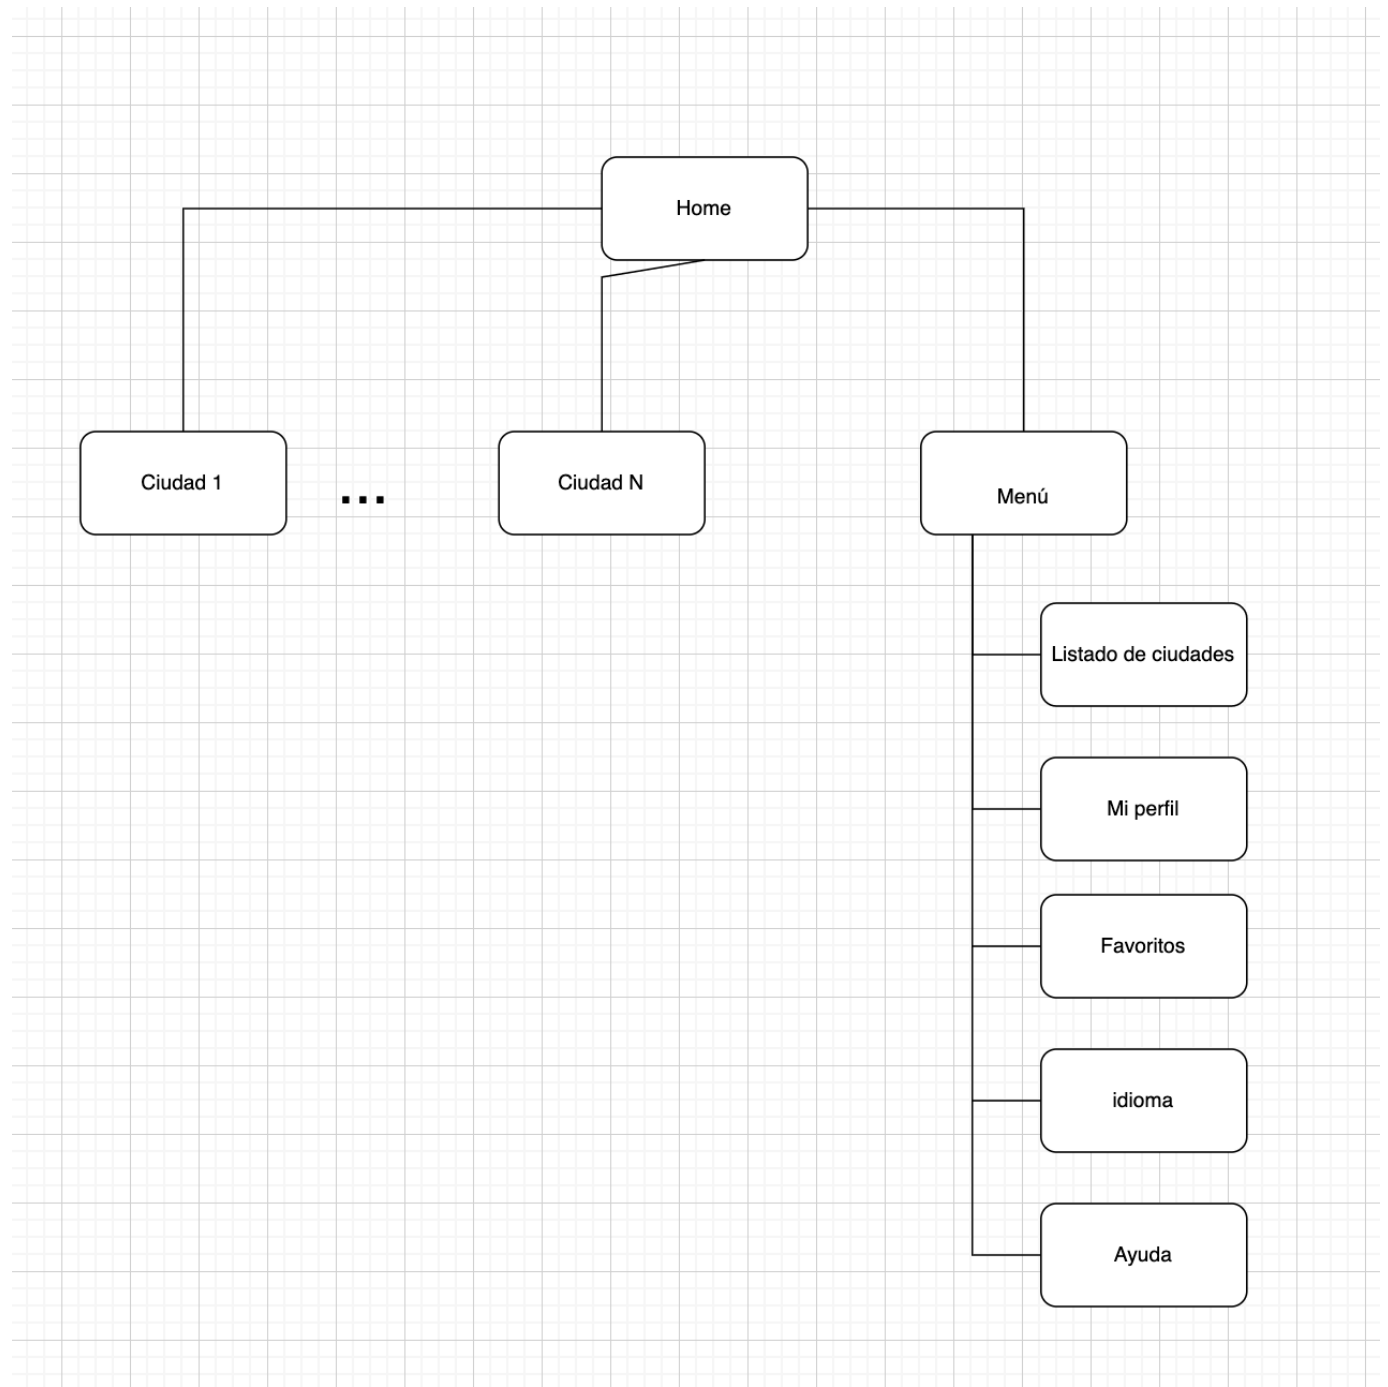 Home
Ciudad 1
...
Ciudad N
Menú
Listado de ciudades
Mi perfil
Favoritos
idioma
Ayuda